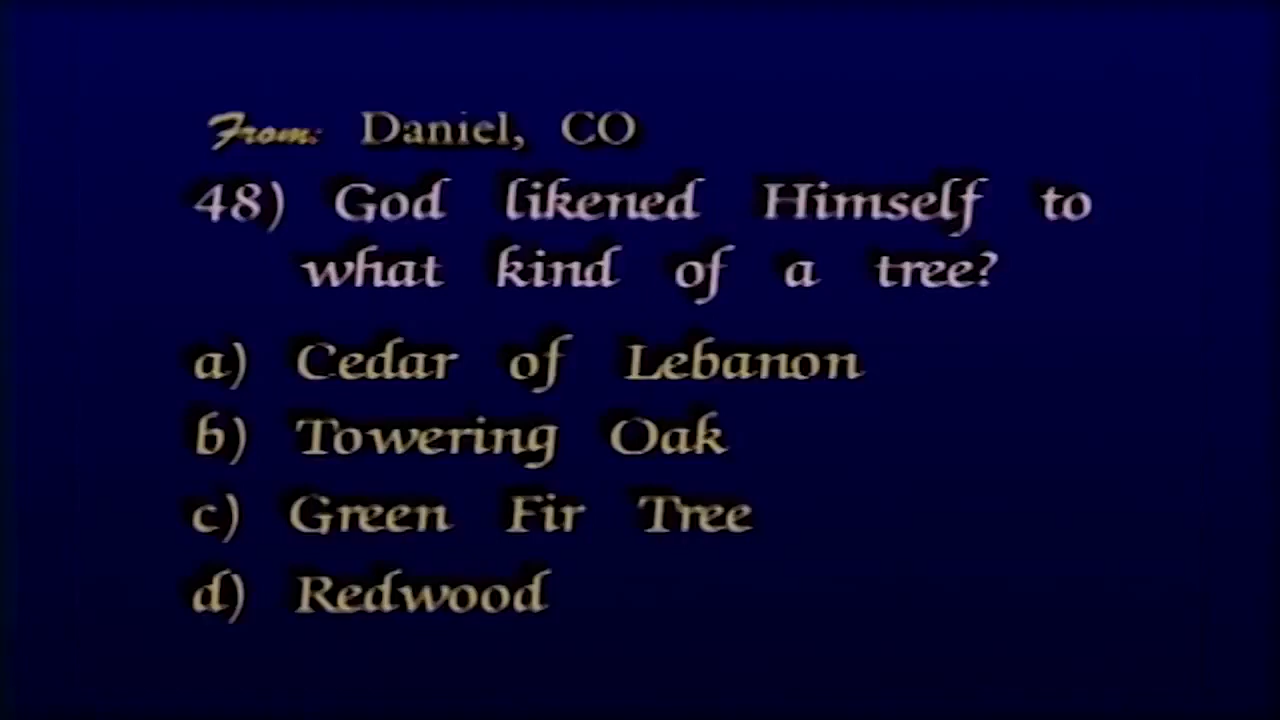 From: Daniel, CO
48) God likened Himself to
what kind of a tree?
a) Cedar of Lebanon
b) Towering Oak
c) Green Fir Tree
d) Redwood